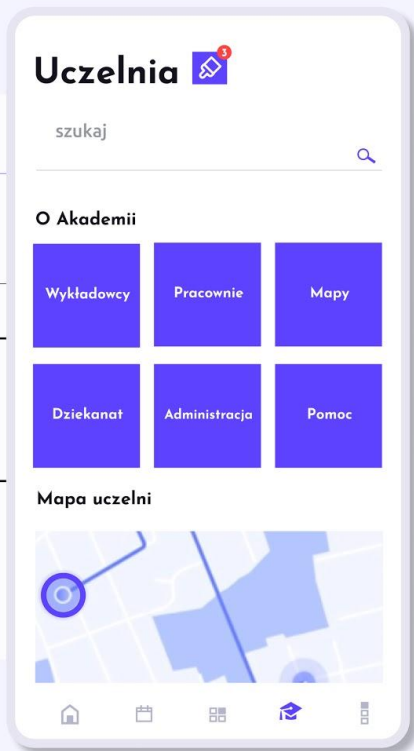 Uczelnia 3
szukaj
O Akademii
Wykładowcy Pracownie Mapy
Dziekanat Administracja Pomoc
Mapa uczelni